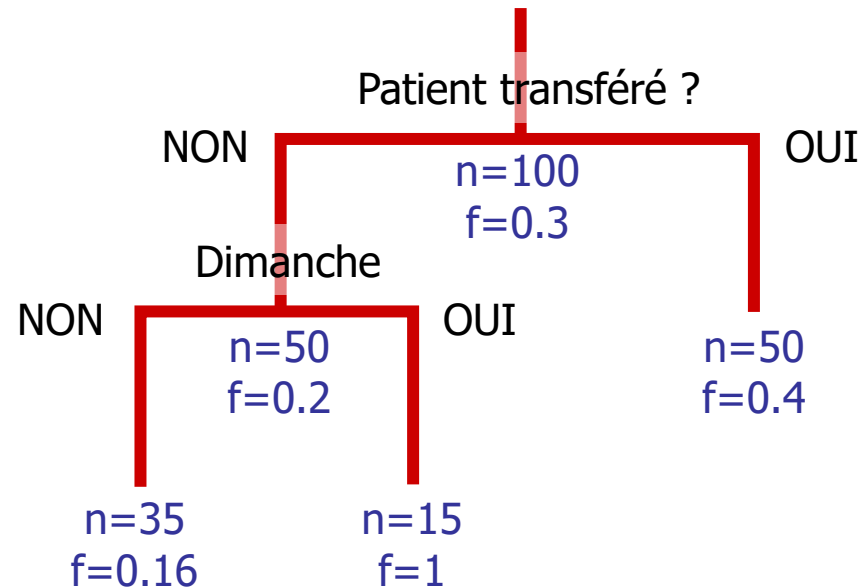 Patient transféré ?
NON
OUI
n=100
f=0.3
Dimanche
NON
OUI
n=50
f=0.2
n=50
f=0.4
n=35
f=0.16
n=15
f=1